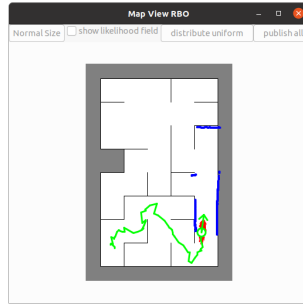 Map View RBO
Normal Size
show likelihood field
distribute uniform
publish all